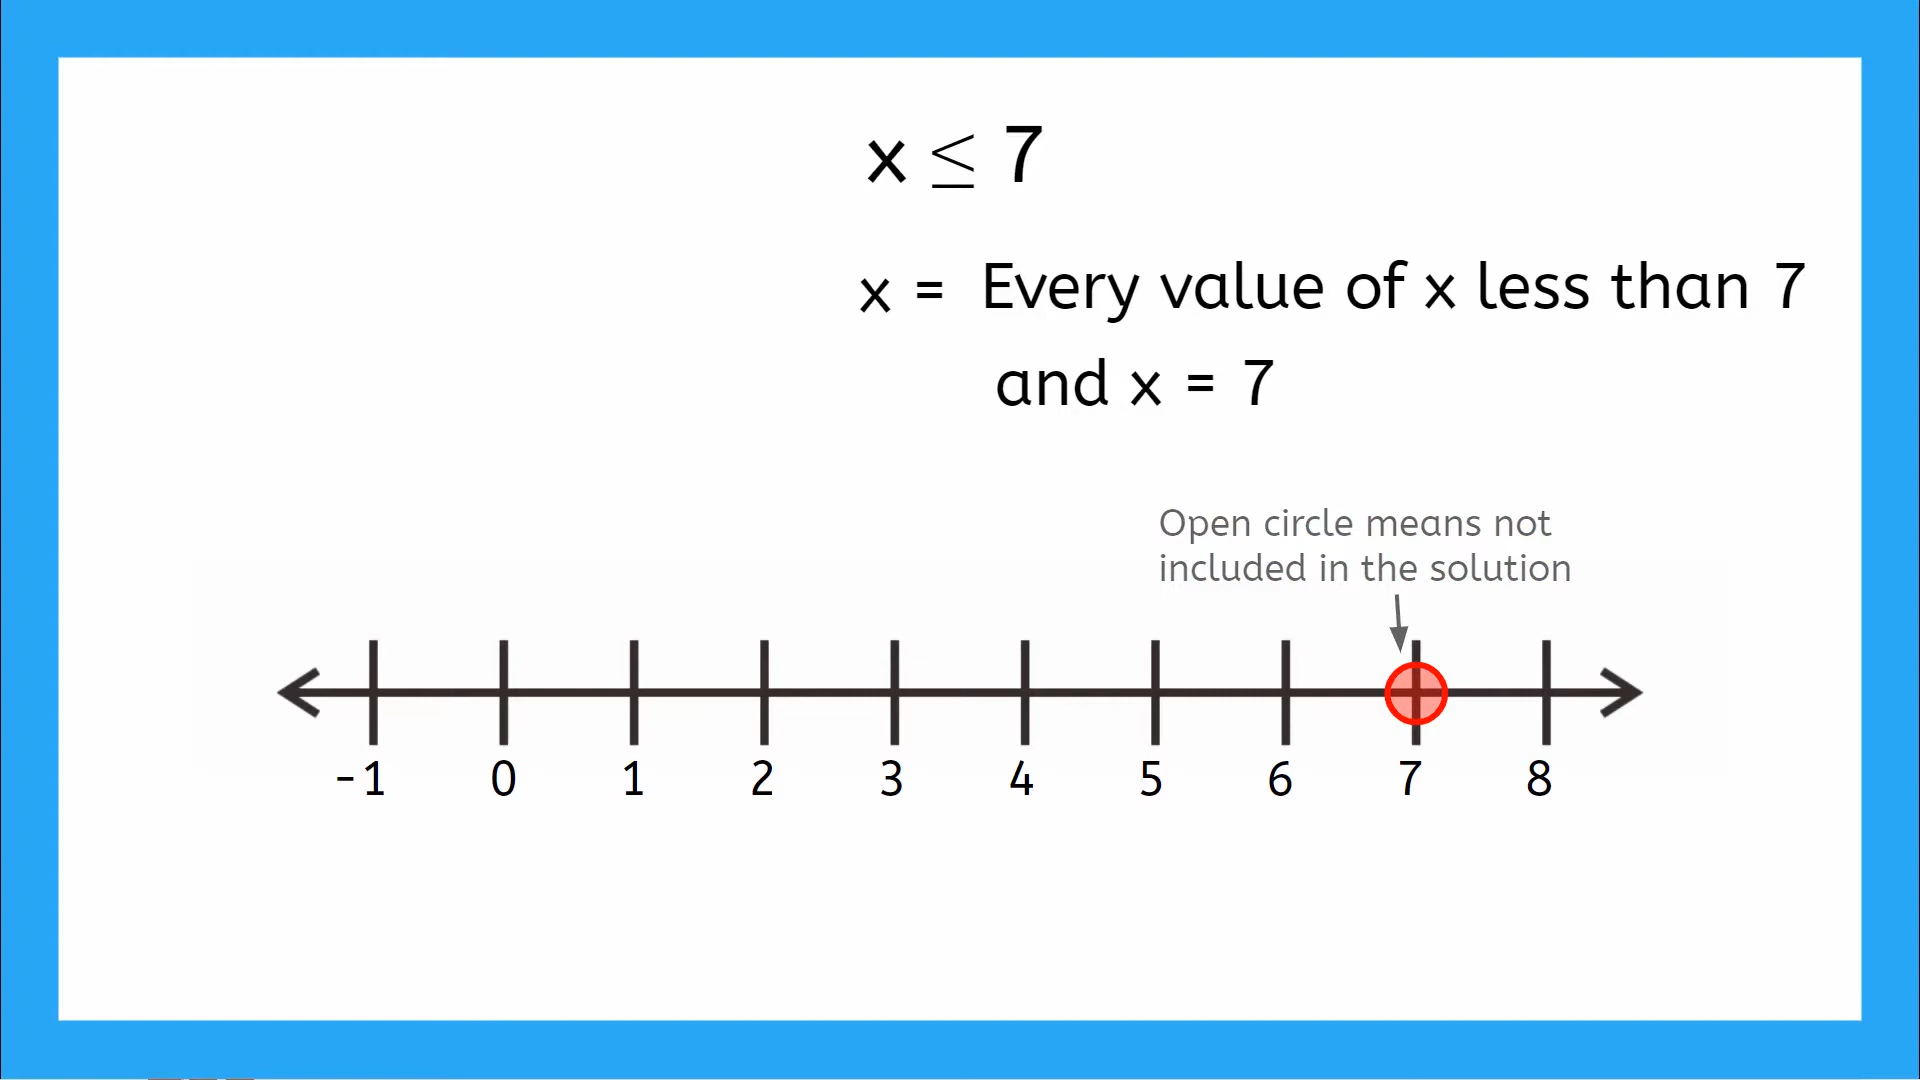 x ≤ 7
x = Every value of x less than 7
and x = 7
Open circle means not
included in the solution
-1 0 1 2 3 4 5 6 7 8